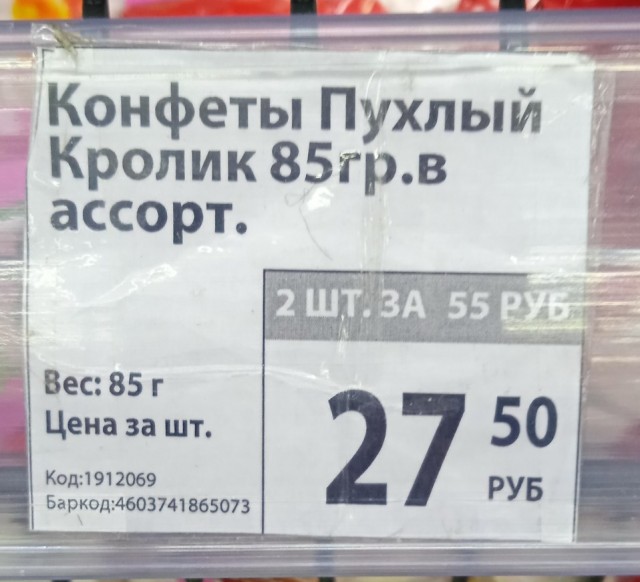 Конфеты Пухлый
Кролик 85гр.в
ассорт.
2 ШТ. ЗА 55 РУБ
Вес: 85 г
Цена за шт.
27 50
РУБ
Код:1912069
Баркод:4603741865073